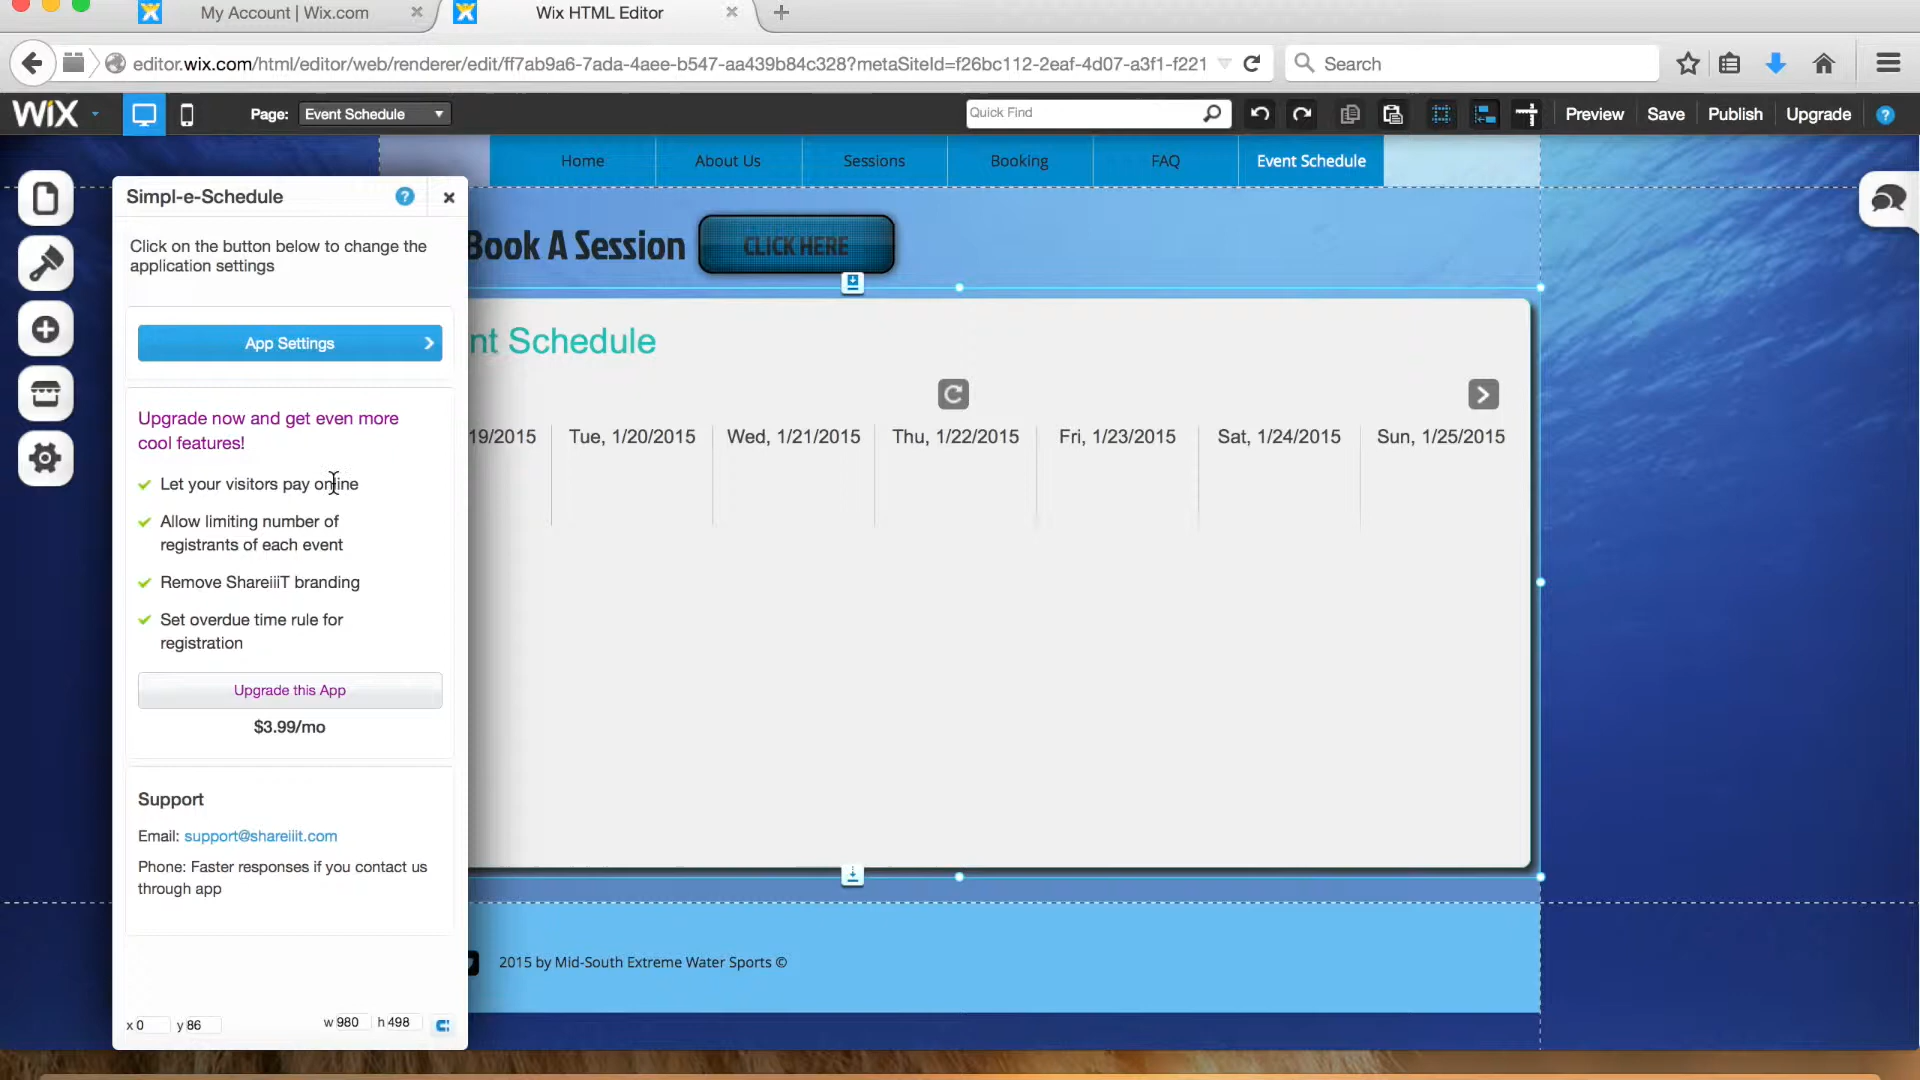 My Account | Wix.com
Wix HTML Editor
editor.wix.com/html/editor/web/renderer/edit/ff7ab9a6-7ada-4aee-b547-aa439b84c328?metaSiteId=f26bc112-2eaf-4d07-a3f1-f221
Search
WiX
Page:
Event Schedule
Quick Find
Preview
Save
Publish
Upgrade
?
Home
About Us
Sessions
Booking
FAQ
Event Schedule
Simpl-e-Schedule
?
Click on the button below to change the
application settings
App Settings
Upgrade now and get even more
cool features!
Let your visitors pay online
Allow limiting number of
registrants of each event
Remove ShareiiiT branding
Set overdue time rule for
registration
Upgrade this App
$3.99/mo
Support
Email: support@shareiiit.com
Phone: Faster responses if you contact us
through app
x 0
y 86
w 980
h 498
Book A Session
CLICK HERE
nt Schedule
19/2015
Tue, 1/20/2015
Wed, 1/21/2015
Thu, 1/22/2015
Fri, 1/23/2015
Sat, 1/24/2015
Sun, 1/25/2015
2015 by Mid-South Extreme Water Sports ©